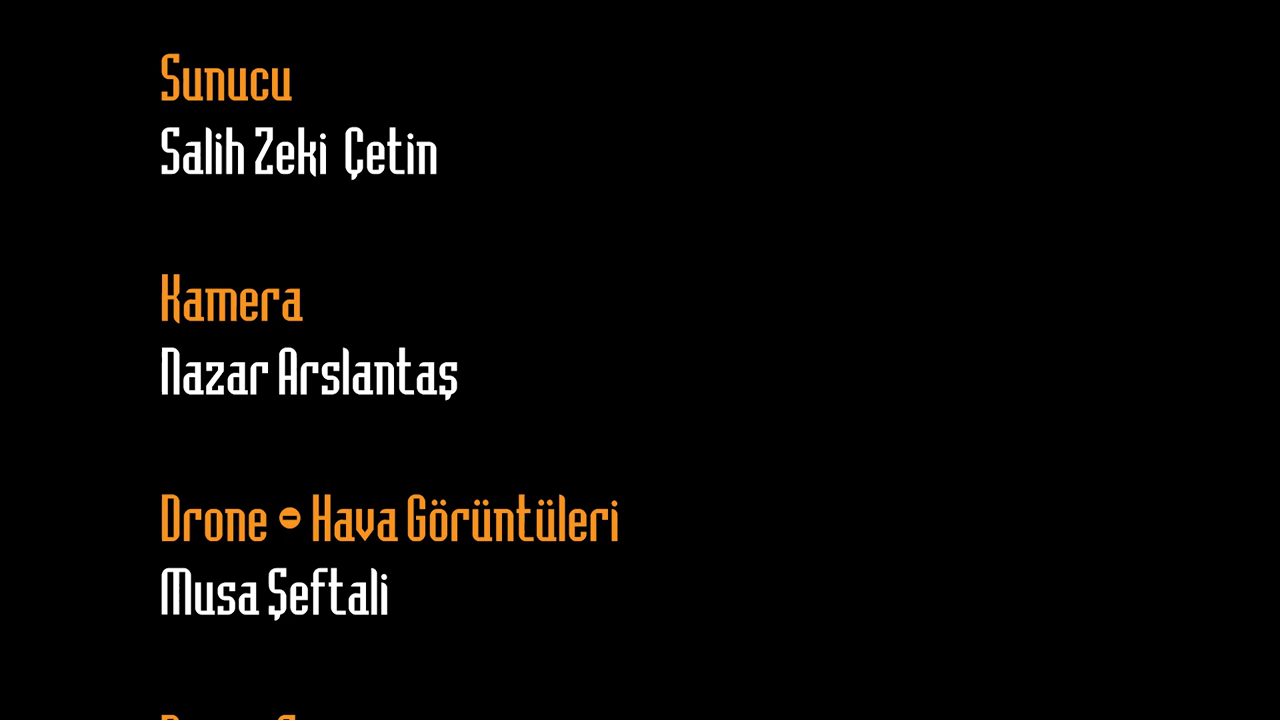 Sunucu
Salih Zeki Çetin
Kamera
Nazar Arslantaş
Drone - Hava Görüntüleri
Musa Şeftali